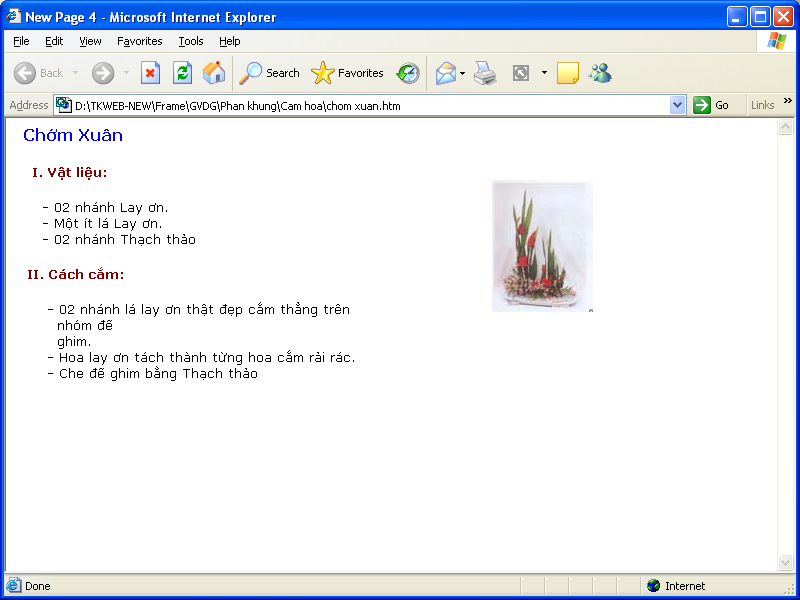 New Page 4 - Microsoft Internet Explorer
File Edit View Favorites Tools Help
Back Search Favorites
Address D:\TKWEB-NEW\Frame\GVDG\Phan khung\Cam hoa\chom xuan.htm Go Links »
Chớm Xuân
I. Vật liệu:
- 02 nhánh Lay ơn.
- Một ít lá Lay ơn.
- 02 nhánh Thạch thảo
II. Cách cắm:
- 02 nhánh lá lay ơn thật đẹp cắm thẳng trên
nhóm đế
ghim.
- Hoa lay ơn tách thành từng hoa cắm rải rác.
- Che đế ghim bằng Thạch thảo
Done Internet